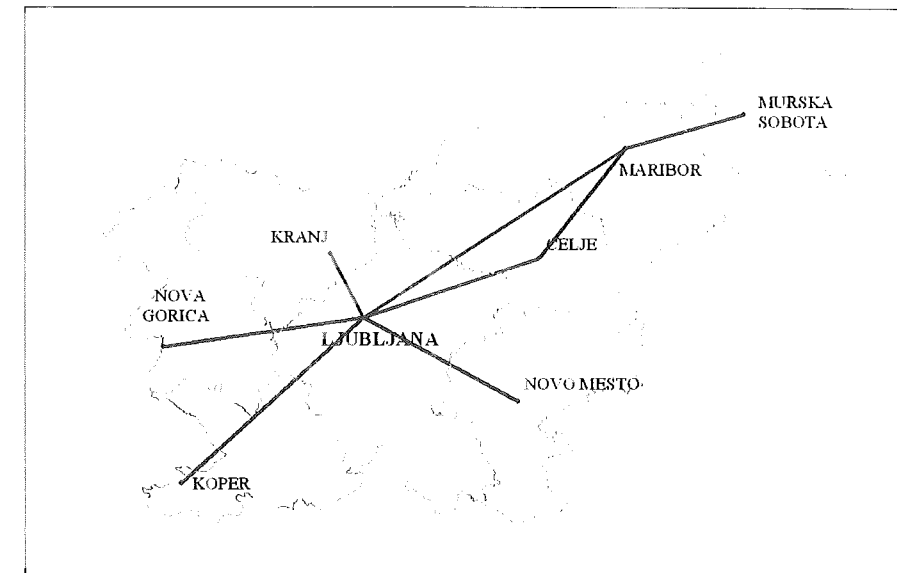 MURSKA
SOBOTA
MARIBOR
KRANJ
CELJE
NOVA
GORICA
LJUBLJANA
NOVO MESTO
KOPER